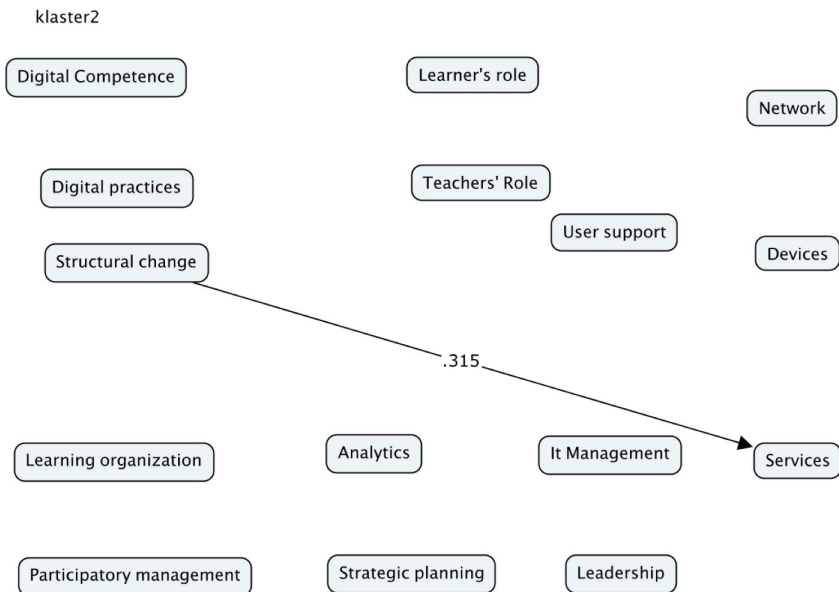 klaster2
Digital Competence
Learner's role
Network
Digital practices
Teachers' Role
User support
Structural change
Devices
.315
Learning organization
Analytics
It Management
Services
Participatory management
Strategic planning
Leadership